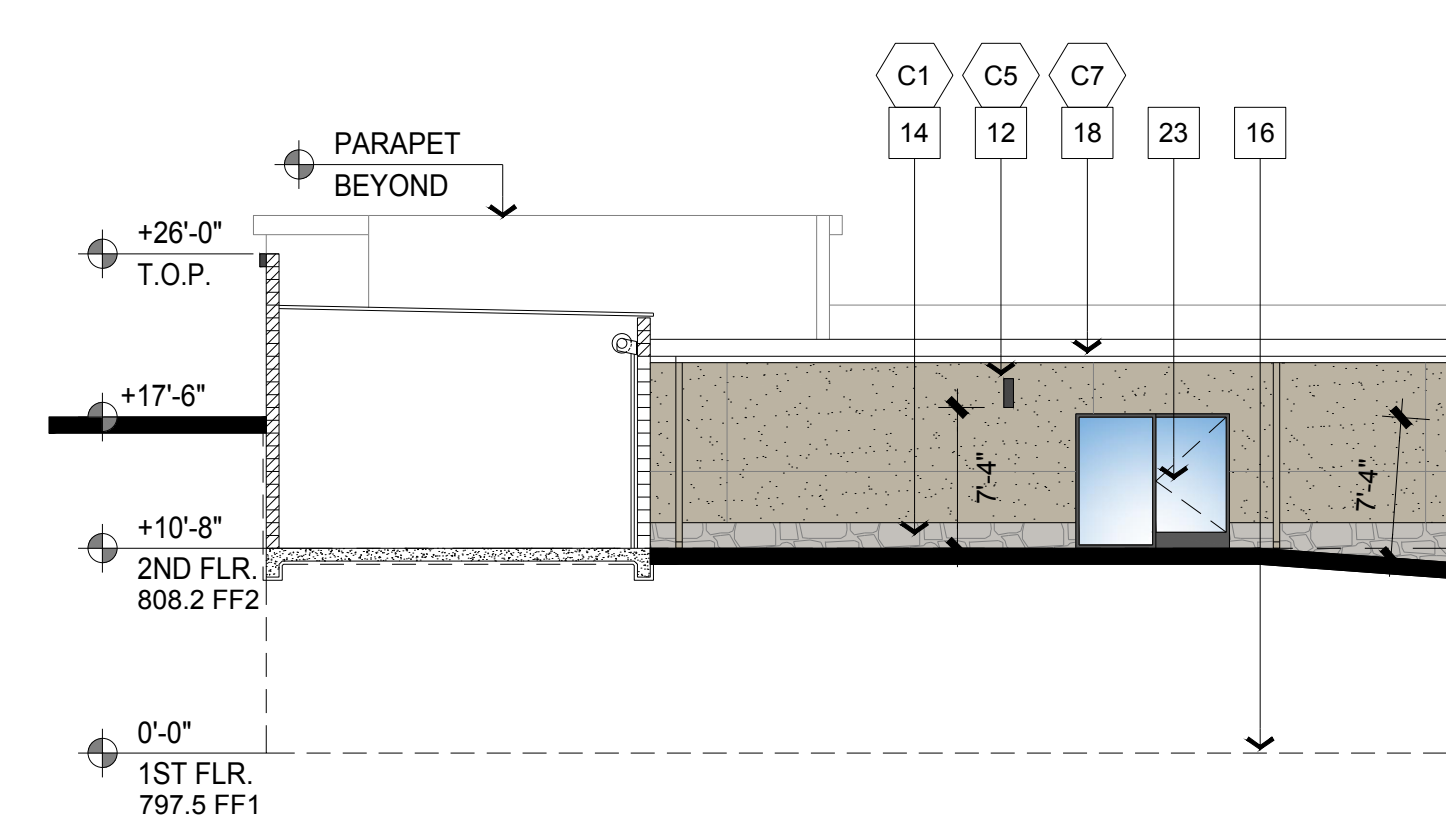 C1 C5 C7
14 12 18 23 16
PARAPET
BEYOND
+26'-0"
T.O.P.
+17'-6"
7'-4"
7'-4"
+10'-8"
2ND FLR.
808.2 FF2
0'-0"
1ST FLR.
797.5 FF1